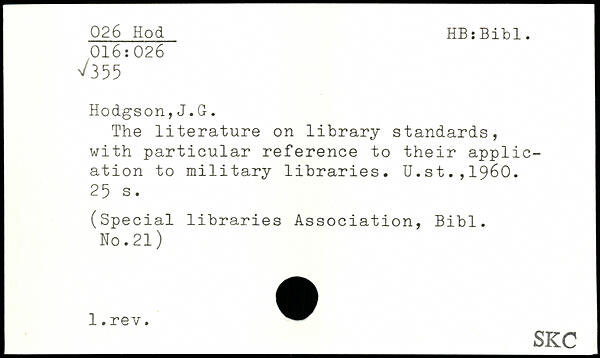 026 Hod
HB:Bibl.
016:026
√355
Hodgson,J.G.
The literature on library standards,
with particular reference to their applic-
ation to military libraries. U.st.,1960.
25 s.
(Special libraries Association, Bibl.
No.21)
1.rev.
SKC